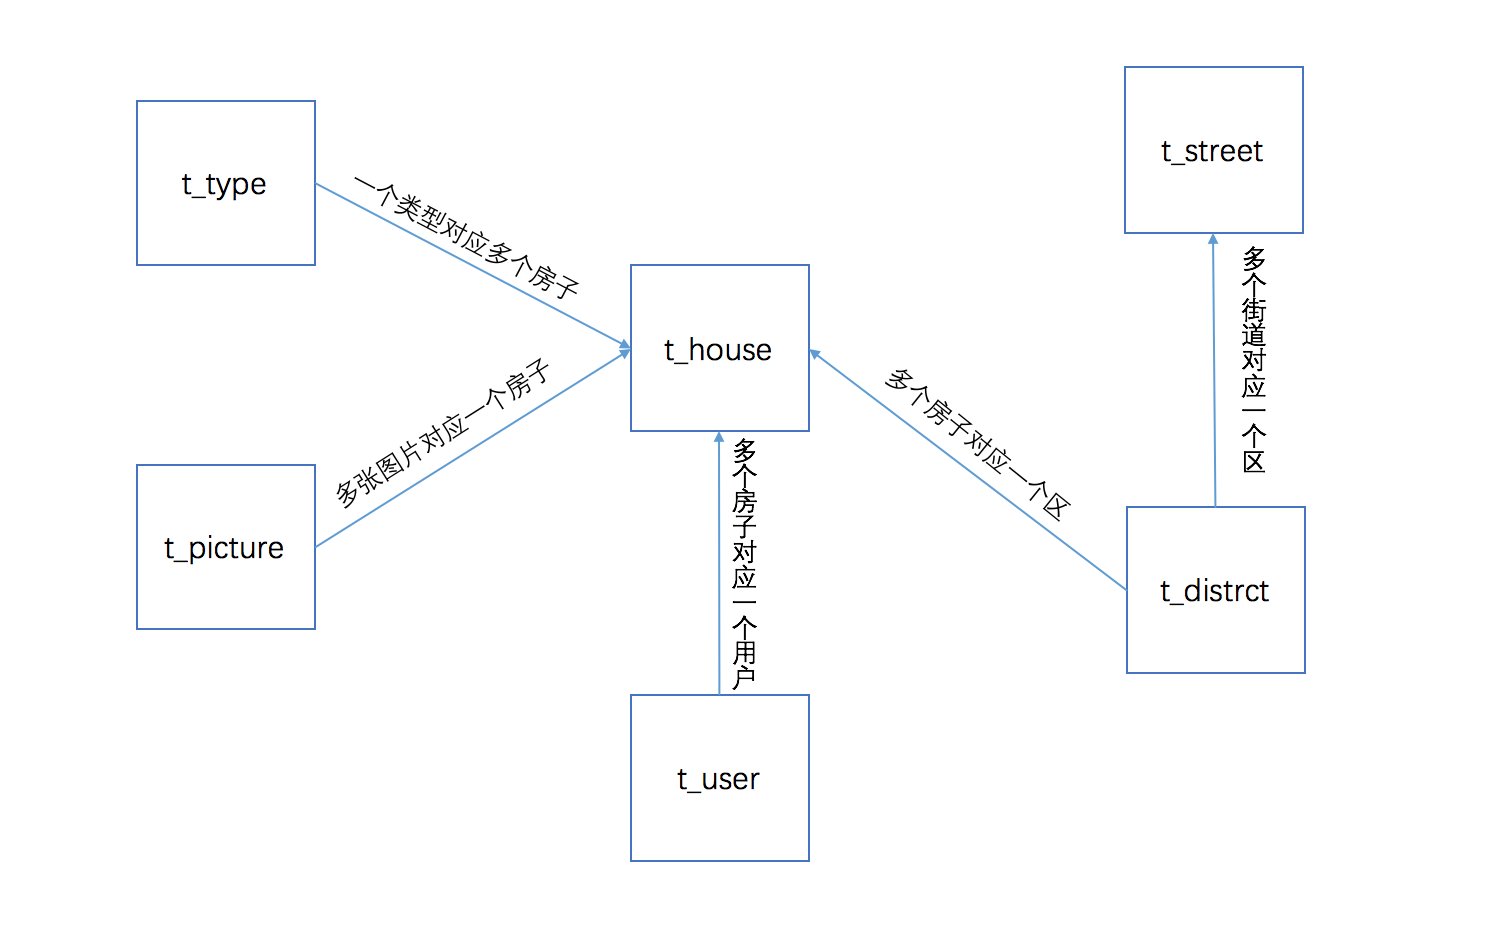 t_type
一个类型对应多个房子
t_street
多个街道对应一个区
t_house
多张图片对应一个房子
多个房子对应一个区
t_picture
多个房子对应一个用户
t_distrct
t_user